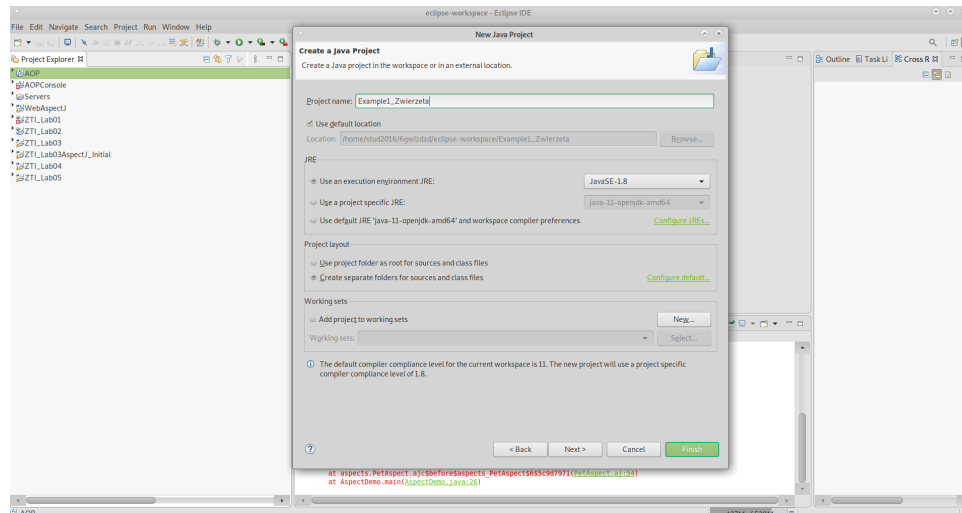 eclipse-workspace - Eclipse IDE
File Edit Navigate Search Project Run Window Help
Project Explorer
Outline Task Li Cross R
AOP
AOPConsole
Servers
WebAspectJ
ZTI_Lab01
ZTI_Lab02
ZTI_Lab03
ZTI_Lab03AspectJ_Initial
ZTI_Lab04
ZTI_Lab05
New Java Project
Create a Java Project
Create a Java project in the workspace or in an external location.
Project name: Example1_Zwierzeta
Use default location
Location: /home/stud2016/6gwizdzd/eclipse-workspace/Example1_Zwierzeta Browse...
JRE
Use an execution environment JRE: JavaSE-1.8
Use a project specific JRE: java-11-openjdk-amd64
Use default JRE 'java-11-openjdk-amd64' and workspace compiler preferences Configure JREs...
Project layout
Use project folder as root for sources and class files
Create separate folders for sources and class files Configure default...
Working sets
Add project to working sets New...
Working sets: Select...
The default compiler compliance level for the current workspace is 11. The new project will use a project specific
compiler compliance level of 1.8.
< Back Next > Cancel Finish
at aspects.PetAspect.ajc$before$aspects_PetAspect$6$5c9d7971(PetAspect.aj:54)
at AspectDemo.main(AspectDemo.java:26)
AOP